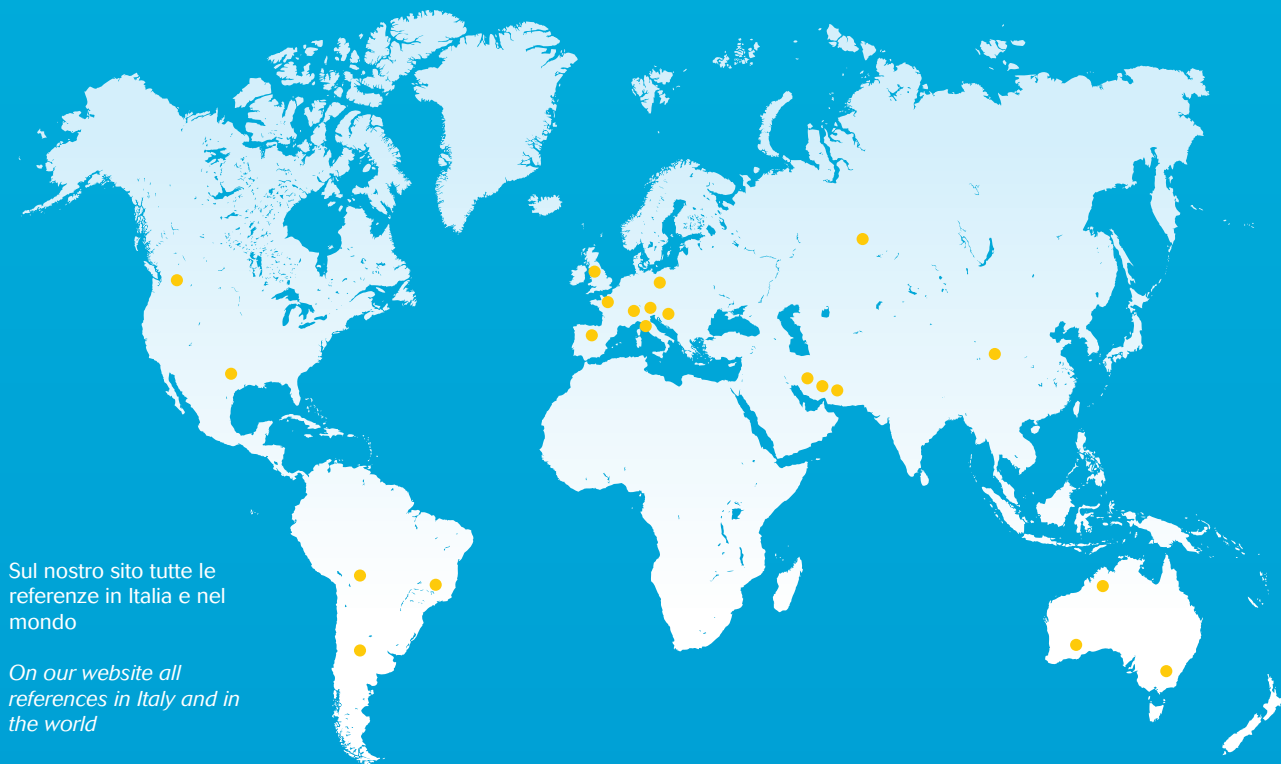 Sul nostro sito tutte le
referenze in Italia e nel
mondo
On our website all
references in Italy and in
the world